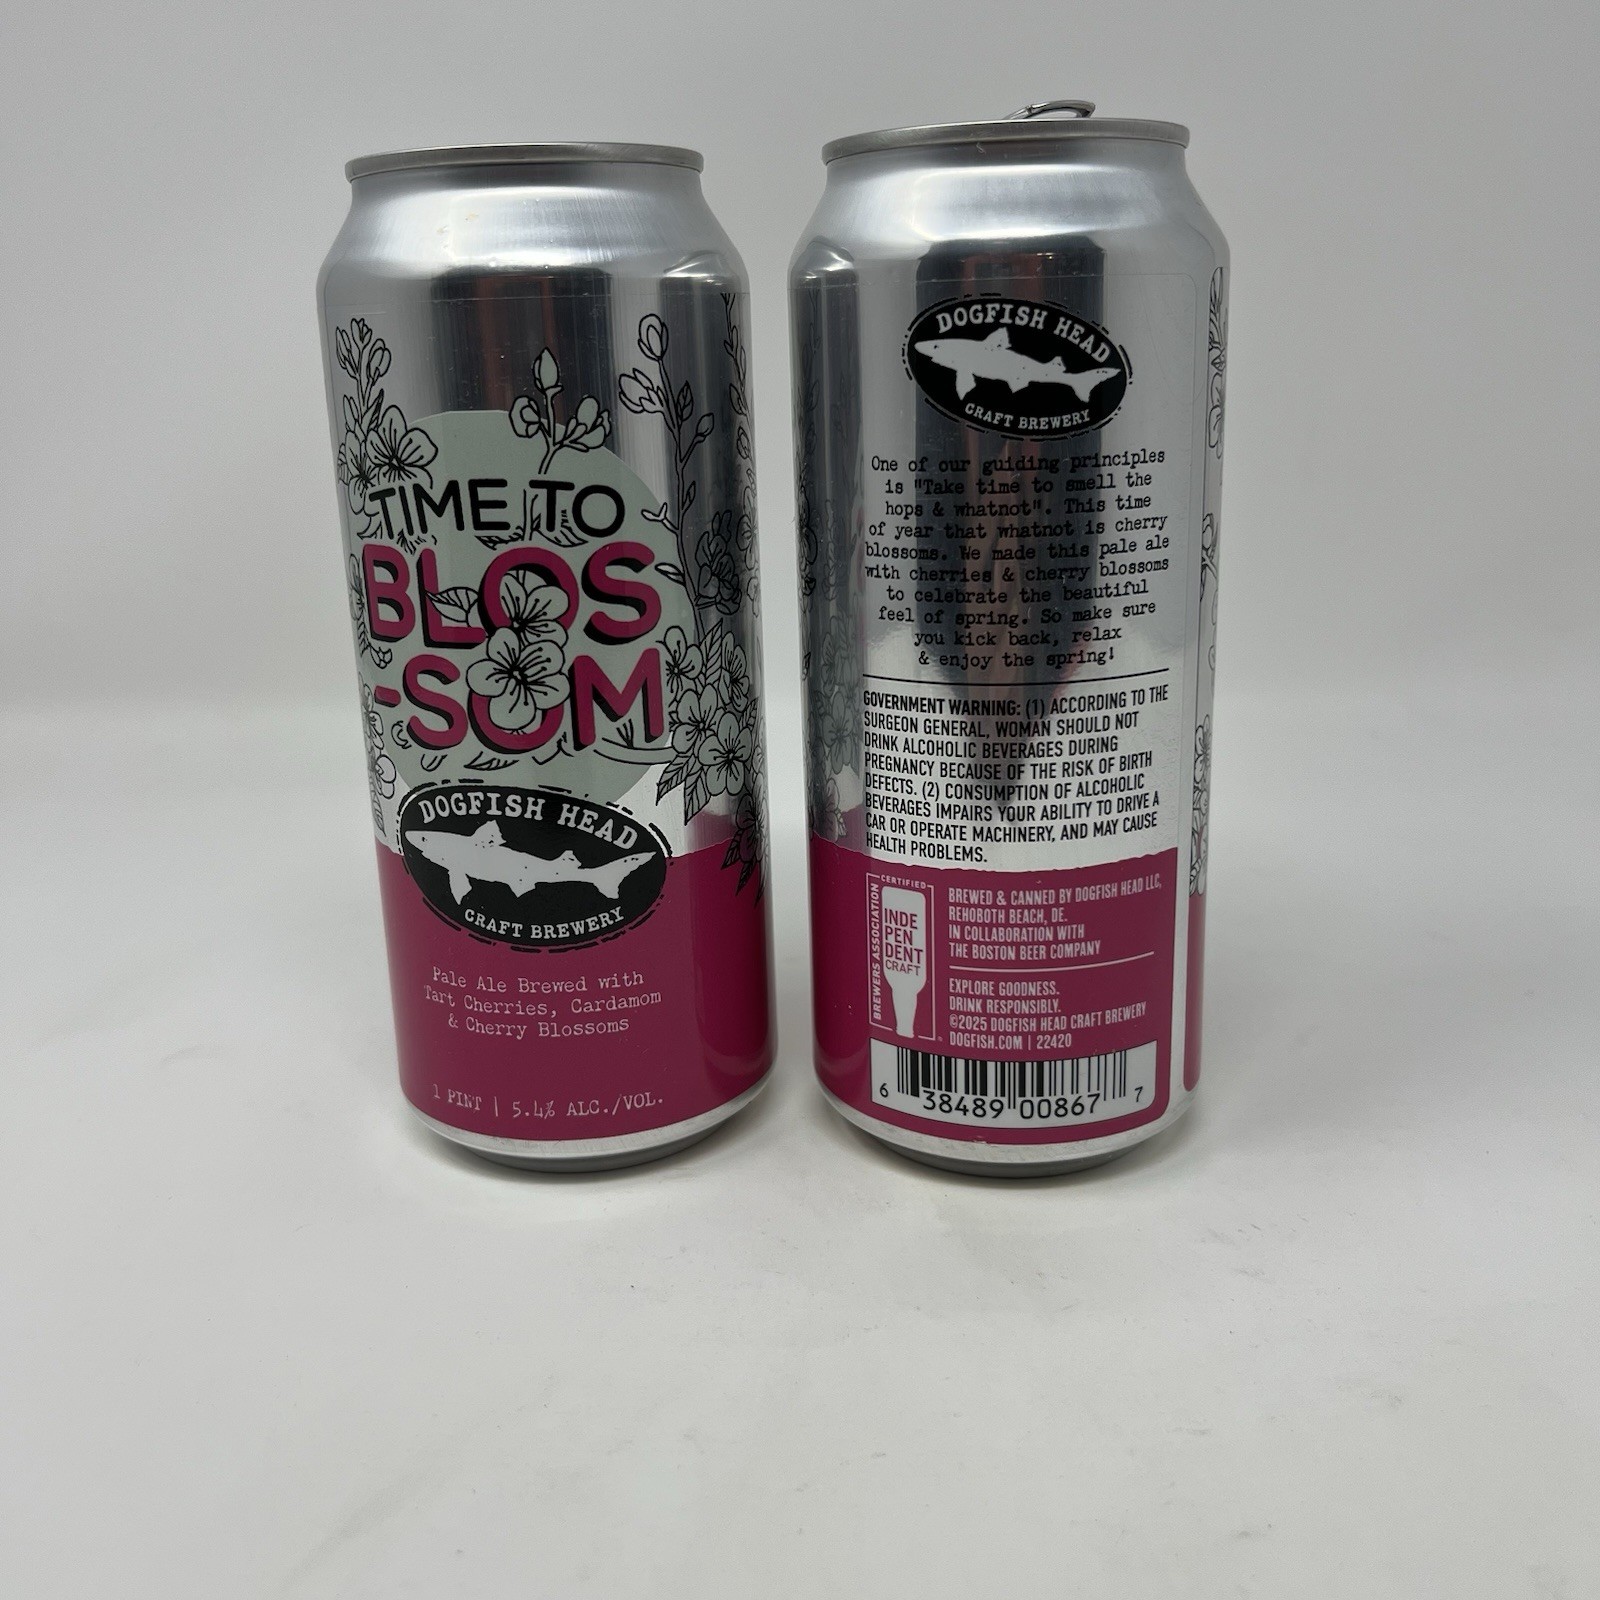 TIME TO
BLOS
-SOM
DOGFISH HEAD
CRAFT BREWERY
Pale Ale Brewed with
Tart Cherries, Cardamom
& Cherry Blossoms
1 PINT | 5.4% ALC./VOL.
DOGFISH HEAD
CRAFT BREWERY
One of our guiding principles
is "Take time to smell the
hops & whatnot". This time
of year that whatnot is cherry
blossoms. We made this pale ale
with cherries & cherry blossoms
to celebrate the beautiful
feel of spring. So make sure
you kick back, relax
& enjoy the spring!
GOVERNMENT WARNING: (1) ACCORDING TO THE
SURGEON GENERAL, WOMAN SHOULD NOT
DRINK ALCOHOLIC BEVERAGES DURING
PREGNANCY BECAUSE OF THE RISK OF BIRTH
DEFECTS. (2) CONSUMPTION OF ALCOHOLIC
BEVERAGES IMPAIRS YOUR ABILITY TO DRIVE A
CAR OR OPERATE MACHINERY, AND MAY CAUSE
HEALTH PROBLEMS.
CERTIFIED
BREWERS ASSOCIATION
INDE
PEN
DENT
CRAFT
BREWED & CANNED BY DOGFISH HEAD LLC,
REHOBOTH BEACH, DE.
IN COLLABORATION WITH
THE BOSTON BEER COMPANY
EXPLORE GOODNESS.
DRINK RESPONSIBLY.
©2025 DOGFISH HEAD CRAFT BREWERY
DOGFISH.COM | 22420
6 38489 00867 7